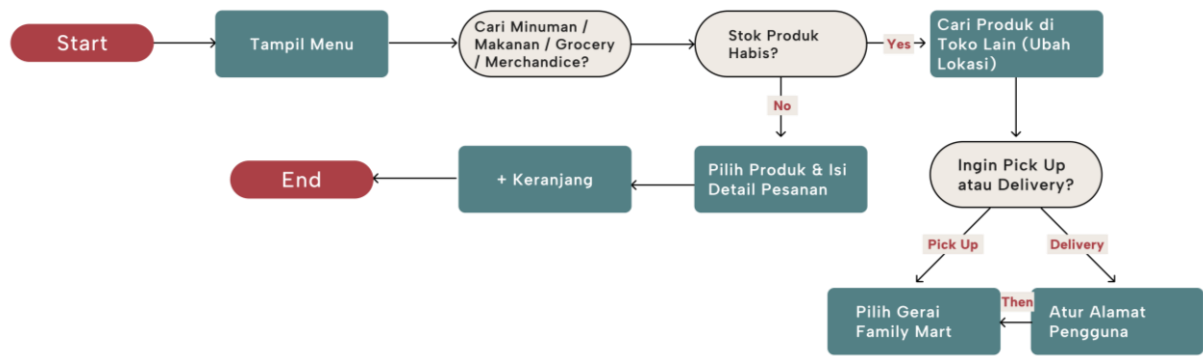 Start
Tampil Menu
Cari Minuman /
Makanan / Grocery
/ Merchandice?
Stok Produk
Habis?
Yes
Cari Produk di
Toko Lain (Ubah
Lokasi)
No
End
+ Keranjang
Pilih Produk & Isi
Detail Pesanan
Ingin Pick Up
atau Delivery?
Pick Up
Delivery
Pilih Gerai
Family Mart
Then
Atur Alamat
Pengguna